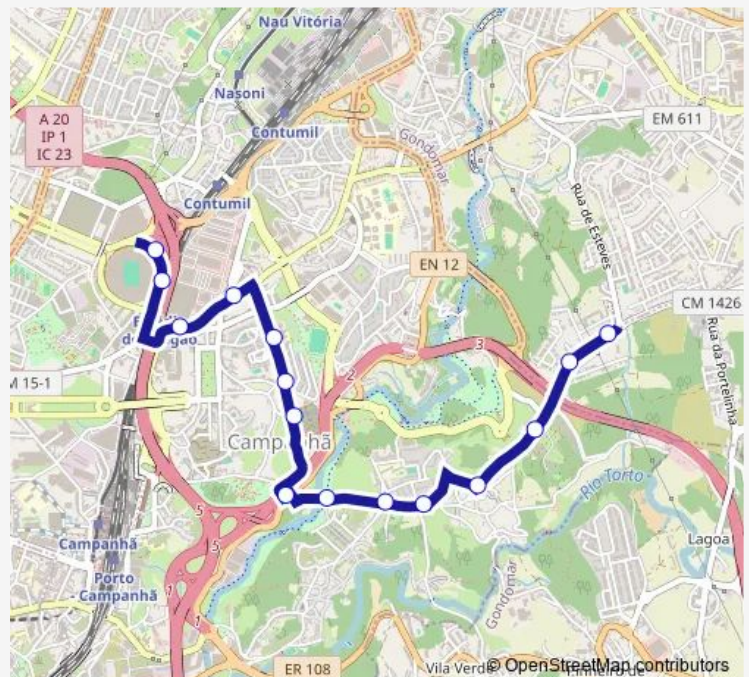 Nau Vitória
Nasoni
Contumil
A 20
IP 1
IC 23
EM 611
Gondomar
Contumil
Rua de Esteves
EN 12
CM 1426
Rua da Portelinha
3
2
M 15-1
Campanhã
Rio Torto
5
5
Campanhã
Porto
- Campanhã
Lagoa
1
1
Gondomar
ER 108
Vila Verde
© OpenStreetMap contributors